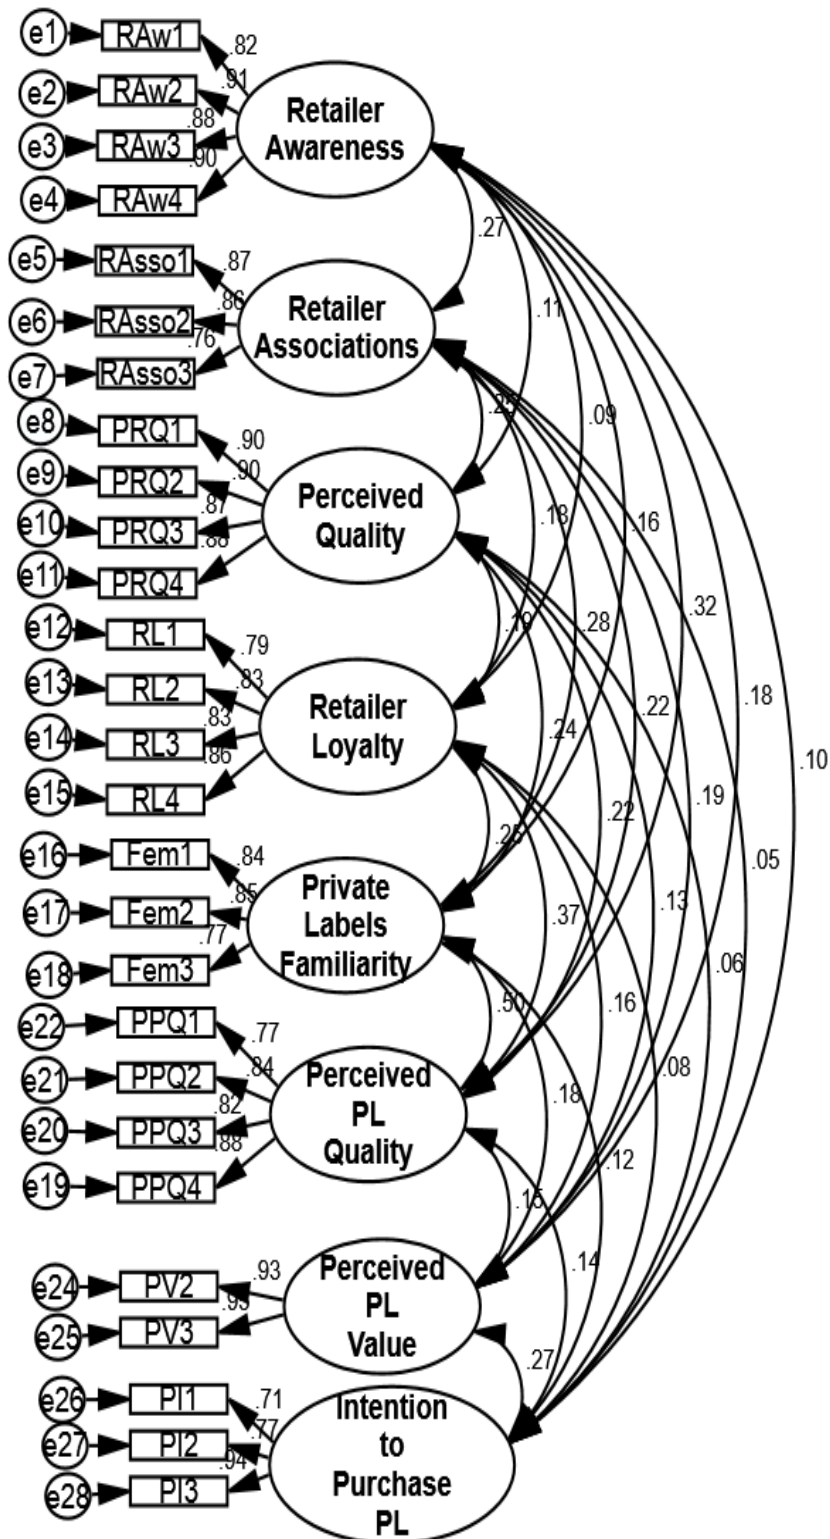 e1 RAw1 .82
e2 RAw2 .91
Retailer
Awareness
e3 RAw3 .88
e4 RAw4 .90
.27
e5 RAsso1 .87
e6 RAsso2 .86
Retailer
Associations
e7 RAsso3 .76
.11
.25
.09
e8 PRQ1 .90
e9 PRQ2 .90
Perceived
Quality
e10 PRQ3 .87
e11 PRQ4 .88
.18
.16
.32
.19
.28
e12 RL1 .79
e13 RL2 .83
Retailer
Loyalty
e14 RL3 .83
e15 RL4 .86
.18
.22
.24
.10
.19
.22
.25
.05
e16 Fem1 .84
e17 Fem2 .85
Private
Labels
Familiarity
e18 Fem3 .77
.13
.37
.06
.50
.16
e22 PPQ1 .77
e21 PPQ2 .84
Perceived
PL
Quality
e20 PPQ3 .82
e19 PPQ4 .88
.08
.18
.12
.15
.14
e24 PV2 .93
e25 PV3 .93
Perceived
PL
Value
.27
e26 PI1 .71
e27 PI2 .77
e28 PI3 .94
Intention
to
Purchase
PL